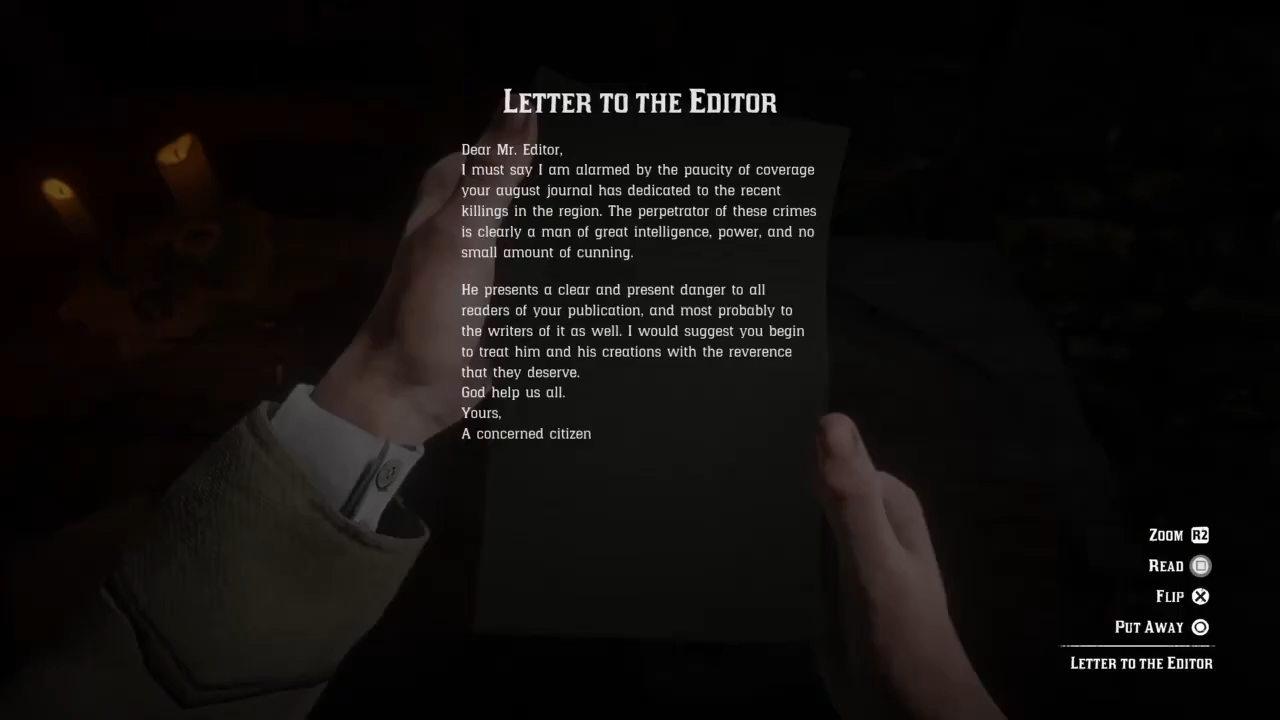 Letter to the Editor
Dear Mr. Editor,
I must say I am alarmed by the paucity of coverage
your august journal has dedicated to the recent
killings in the region. The perpetrator of these crimes
is clearly a man of great intelligence, power, and no
small amount of cunning.
He presents a clear and present danger to all
readers of your publication, and most probably to
the writers of it as well. I would suggest you begin
to treat him and his creations with the reverence
that they deserve.
God help us all.
Yours,
A concerned citizen
Zoom R2
Read
Flip
Put Away
Letter to the Editor